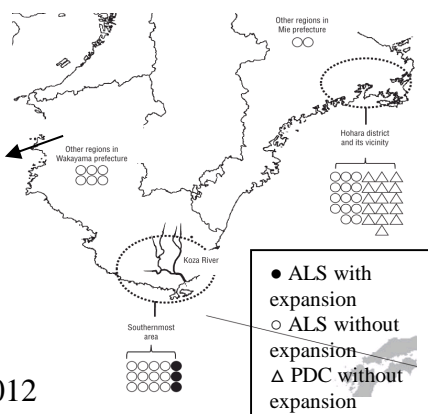 Other regions in
Mie prefecture
Other regions in
Wakayama prefecture
Hohara district
and its vicinity
Koza River
Southernmost
area
● ALS with
expansion
○ ALS without
expansion
△ PDC without
expansion
012